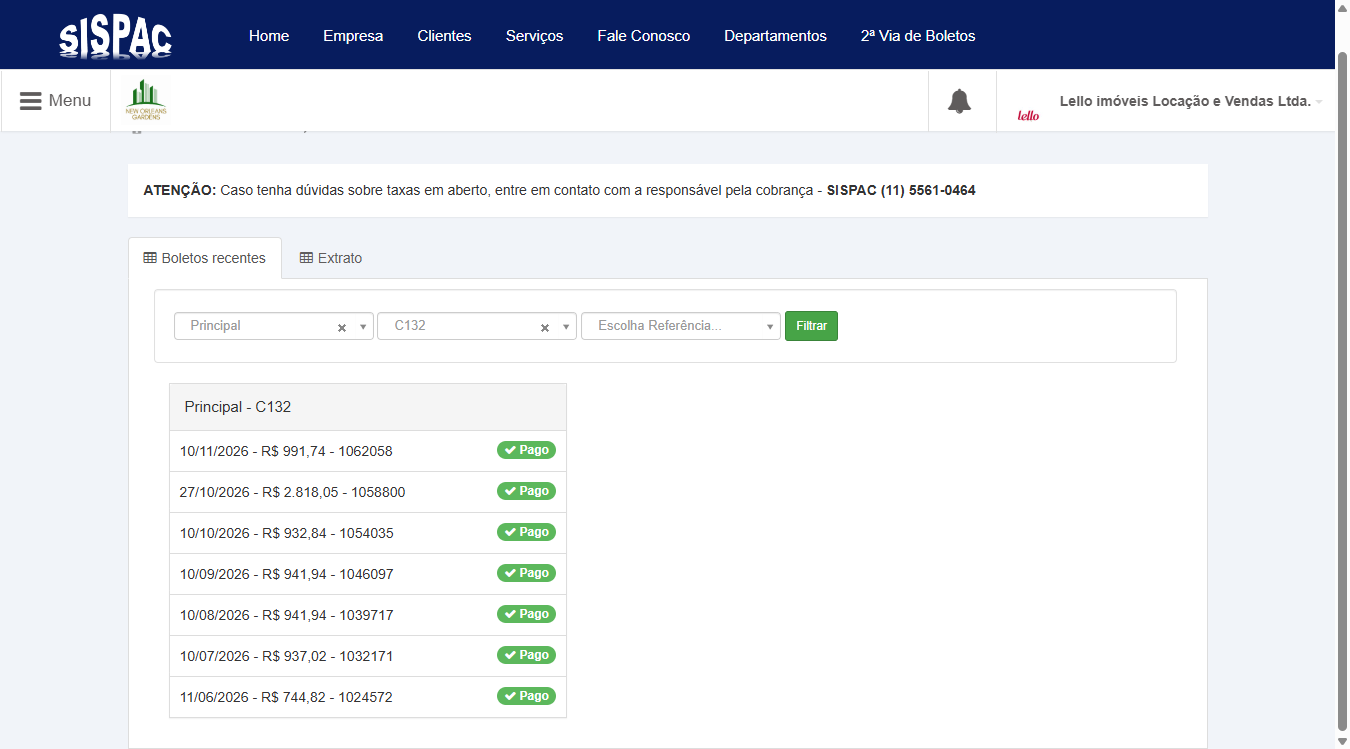 SISPAC
Home Empresa Clientes Serviços Fale Conosco Departamentos 2ª Via de Boletos
Menu
NEW ORLEANS
GARDENS
lello
Lello imóveis Locação e Vendas Ltda.
ATENÇÃO: Caso tenha dúvidas sobre taxas em aberto, entre em contato com a responsável pela cobrança - SISPAC (11) 5561-0464
Boletos recentes Extrato
Principal C132 Escolha Referência... Filtrar
Principal - C132
10/11/2026 - R$ 991,74 - 1062058 Pago
27/10/2026 - R$ 2.818,05 - 1058800 Pago
10/10/2026 - R$ 932,84 - 1054035 Pago
10/09/2026 - R$ 941,94 - 1046097 Pago
10/08/2026 - R$ 941,94 - 1039717 Pago
10/07/2026 - R$ 937,02 - 1032171 Pago
11/06/2026 - R$ 744,82 - 1024572 Pago